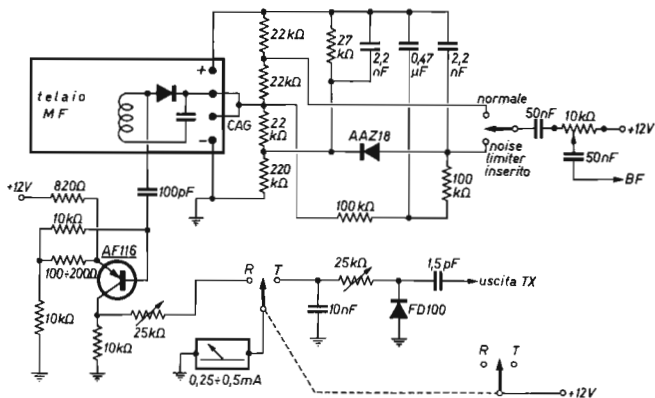 telaio
MF
+
−
CAG
22kΩ
22kΩ
22
kΩ
220
kΩ
27
kΩ
2,2
nF
0,47
µF
2,2
nF
AAZ18
100
kΩ
100kΩ
normale
noise
limiter
inserito
50nF
10kΩ
+12V
50nF
BF
+12V
820Ω
100pF
10kΩ
AF116
100÷200Ω
10kΩ
10kΩ
25kΩ
R
T
0,25÷0,5mA
25kΩ
10nF
FD100
1,5pF
uscita TX
R
T
+12V